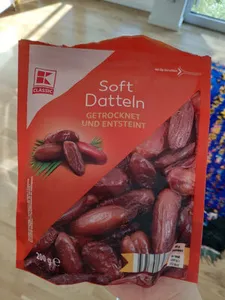 K
CLASSIC
Soft
Datteln
GETROCKNET
UND ENTSTEINT
200 g e